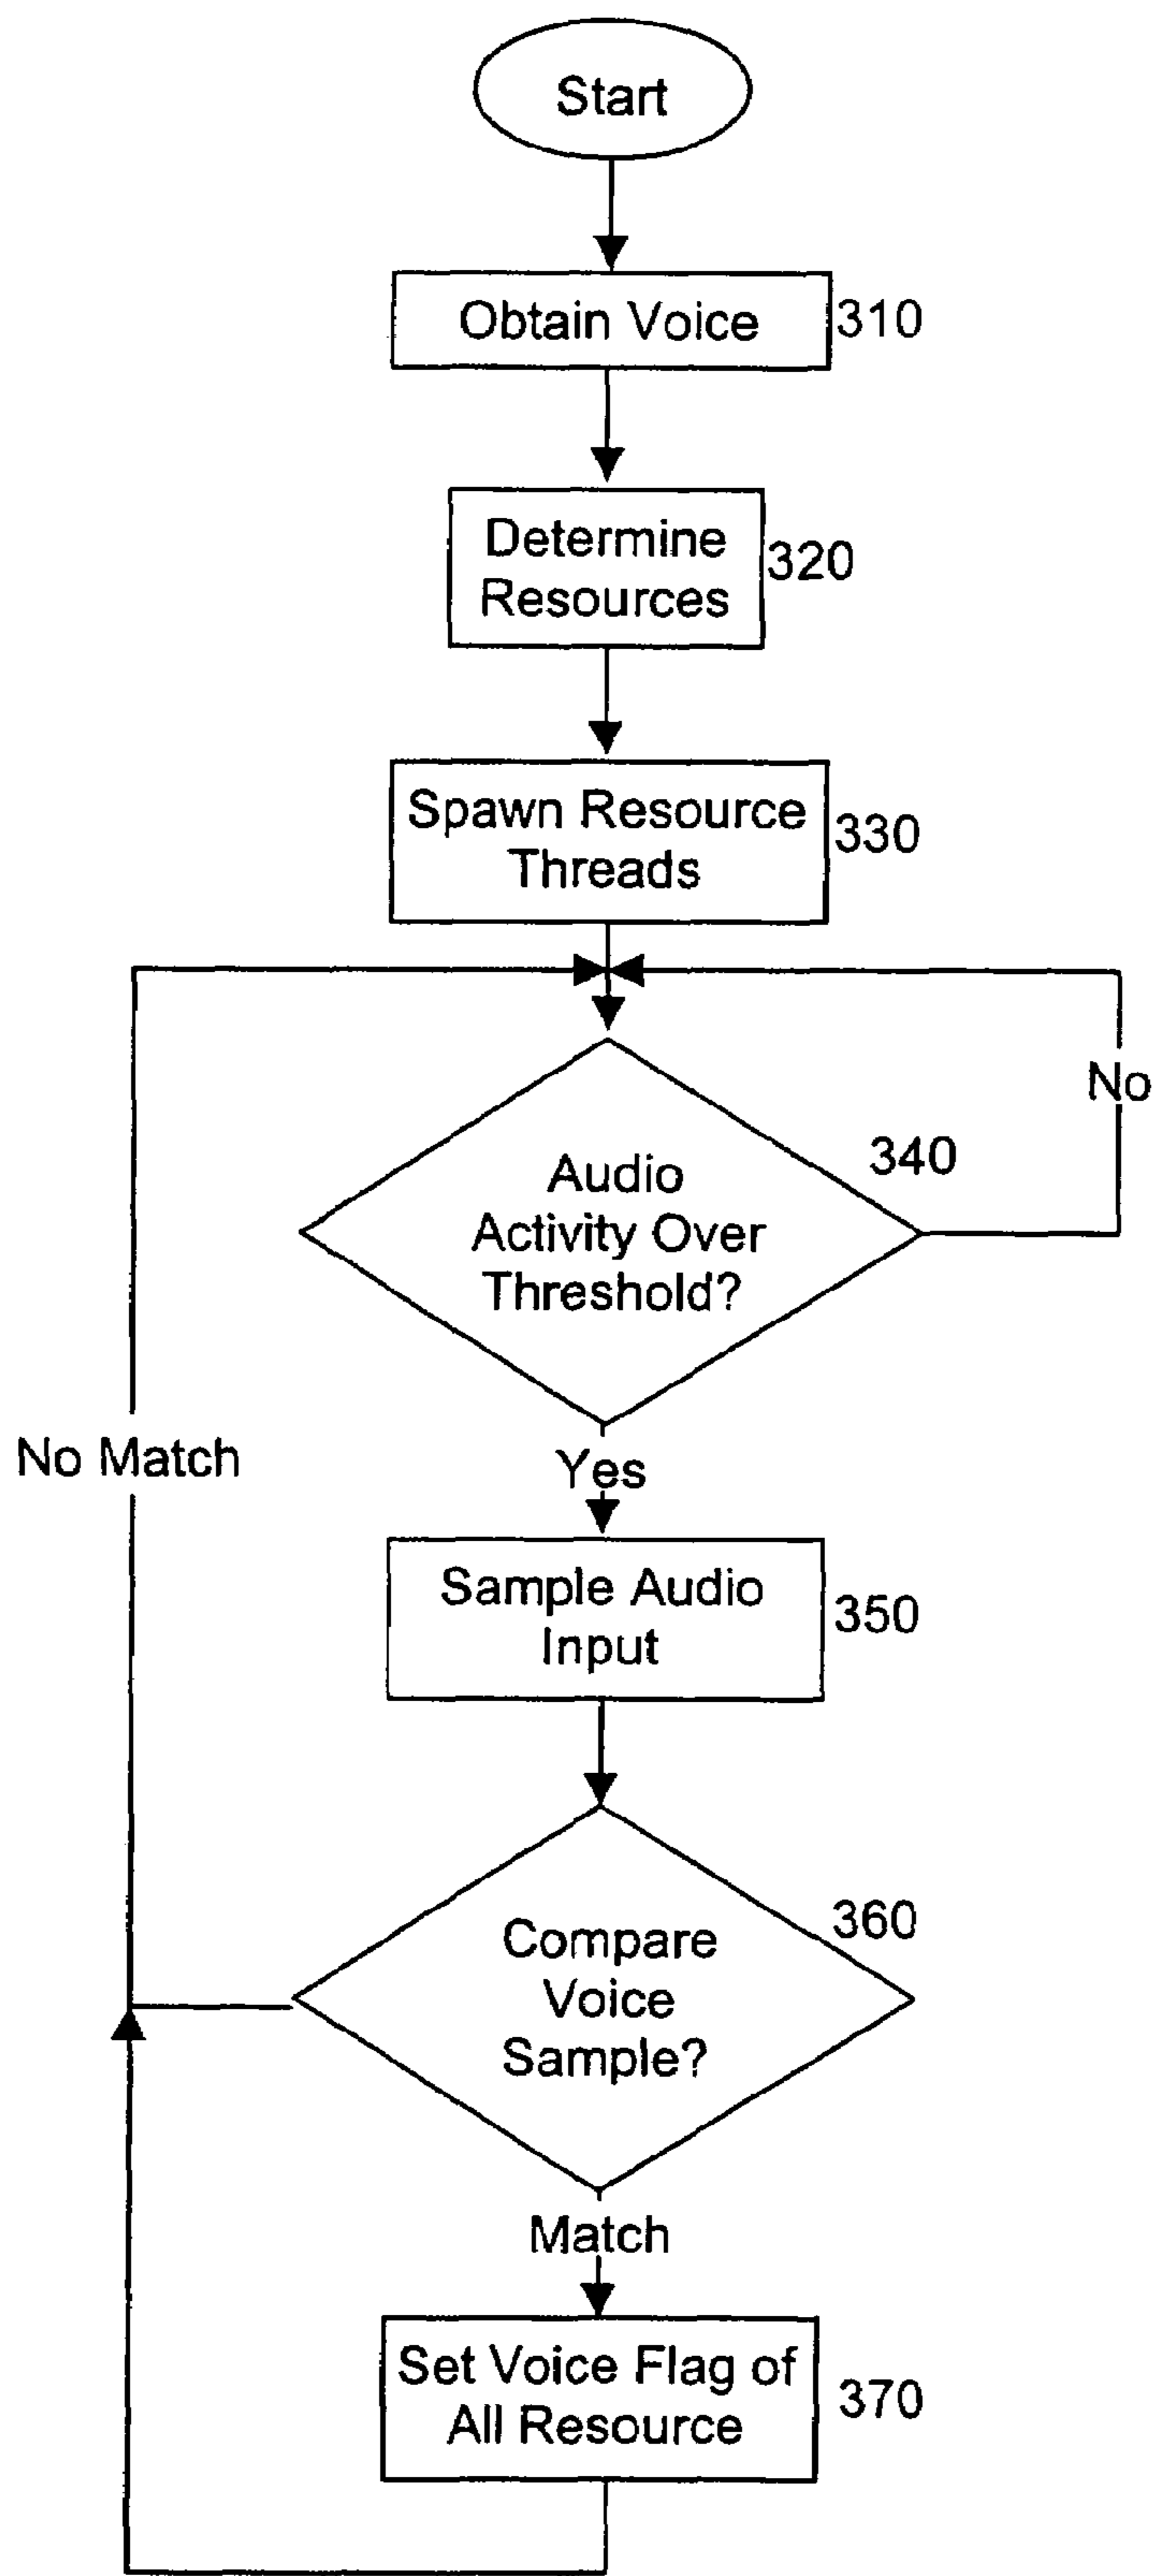 Start
Obtain Voice
310
Determine
Resources
320
Spawn Resource
Threads
330
No
340
Audio
Activity Over
Threshold?
No Match
Yes
Sample Audio
Input
350
360
Compare
Voice
Sample?
Match
Set Voice Flag of
All Resource
370